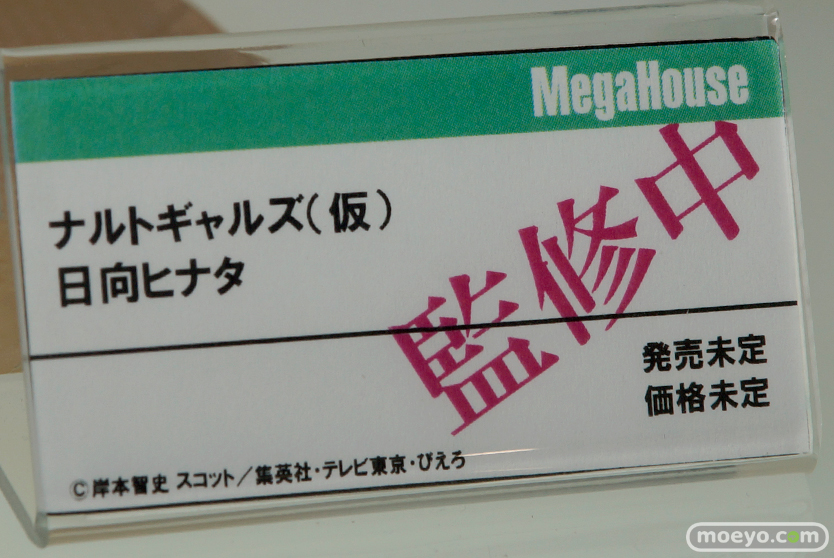 MegaHouse
ナルトギャルズ(仮)
日向ヒナタ
監修中
発売未定
価格未定
©岸本智史 スコット/集英社・テレビ東京・ぴえろ
moeyo.com